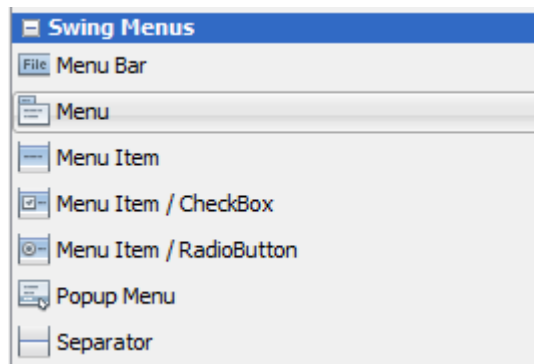 Swing Menus
File Menu Bar
Menu
Menu Item
Menu Item / CheckBox
Menu Item / RadioButton
Popup Menu
Separator